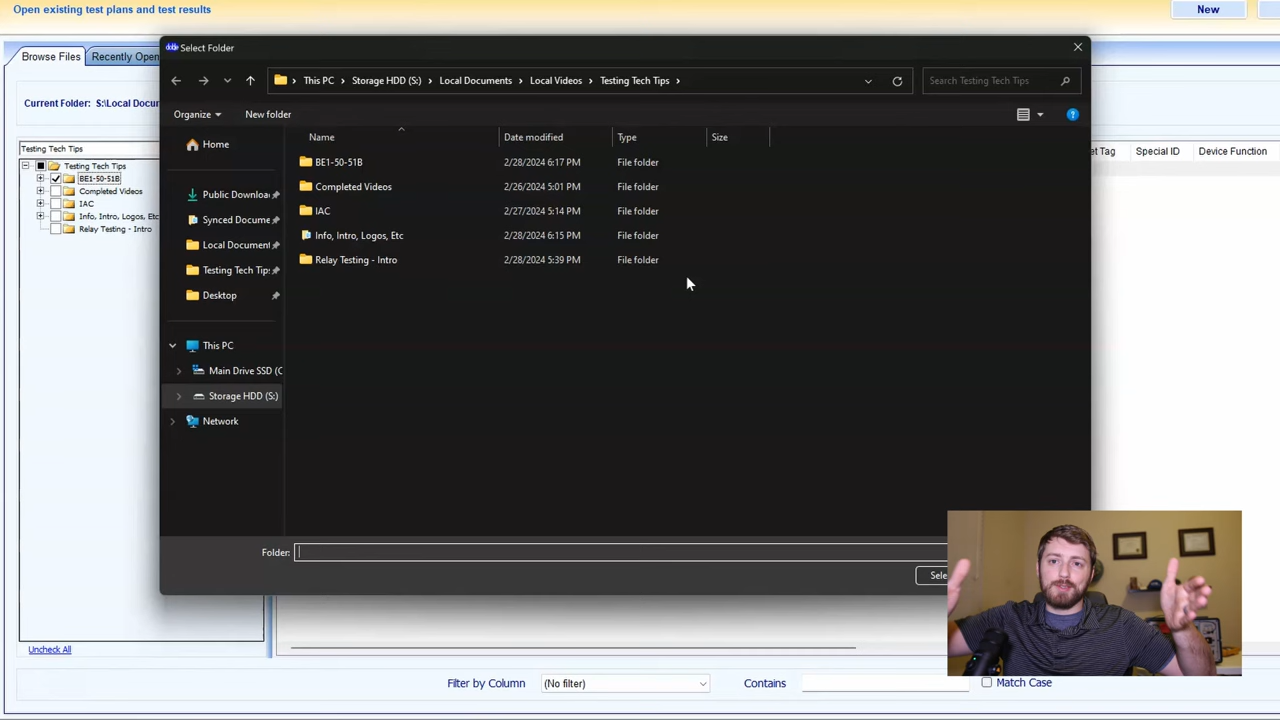 Open existing test plans and test results
New
Browse Files
Recently Open
Current Folder: S:\Local Docum
Testing Tech Tips
Testing Tech Tips
BE1-50-51B
Completed Videos
IAC
Info, Intro, Logos, Etc
Relay Testing - Intro
Uncheck All
doble Select Folder
This PC
Storage HDD (S:)
Local Documents
Local Videos
Testing Tech Tips
Search Testing Tech Tips
Organize
New folder
Home
Public Downloa
Synced Docume
Local Document
Testing Tech Tip
Desktop
This PC
Main Drive SSD (C
Storage HDD (S:)
Network
Name Date modified Type Size
BE1-50-51B 2/28/2024 6:17 PM File folder
Completed Videos 2/20/2024 5:01 PM File folder
IAC 2/27/2024 5:14 PM File folder
Info, Intro, Logos, Etc 2/28/2024 6:15 PM File folder
Relay Testing - Intro 2/28/2024 5:39 PM File folder
Folder:
Sele
et Tag Special ID Device Function
Filter by Column (No filter) Contains Match Case